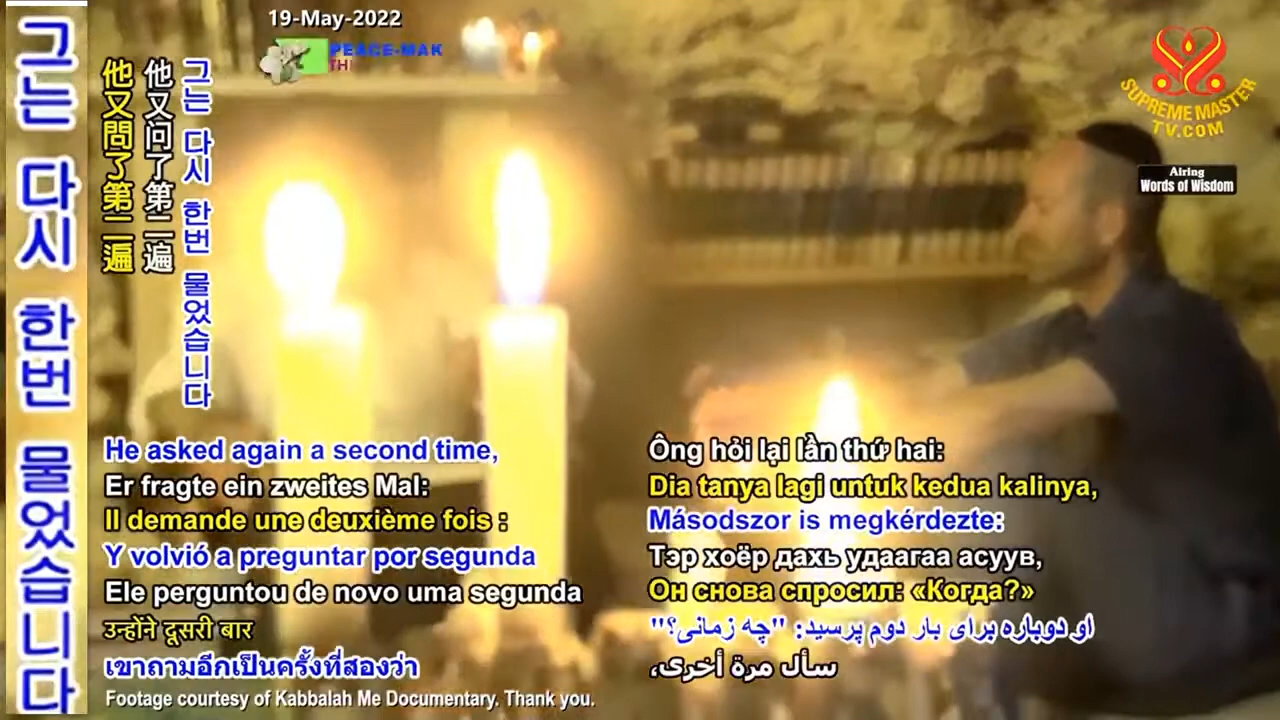 그는 다시 한번 물었습니다
他又問了第二遍
他又问了第二遍
그는 다시 한번 물었습니다
19-May-2022
PEACE-MAK
TH
SUPREME MASTER
TV.COM
Airing
Words of Wisdom
He asked again a second time,
Er fragte ein zweites Mal:
Il demande une deuxième fois :
Y volvió a preguntar por segunda
Ele perguntou de novo uma segunda
उन्होंने दूसरी बार
เขาถามอีกเป็นครั้งที่สองว่า
Footage courtesy of Kabbalah Me Documentary. Thank you.
Ông hỏi lại lần thứ hai:
Dia tanya lagi untuk kedua kalinya,
Másodszor is megkérdezte:
Тэр хоёр дахь удаагаа асуув,
Он снова спросил: «Когда?»
او دوباره برای بار دوم پرسید: "چه زمانی؟"
سأل مرة أخرى،